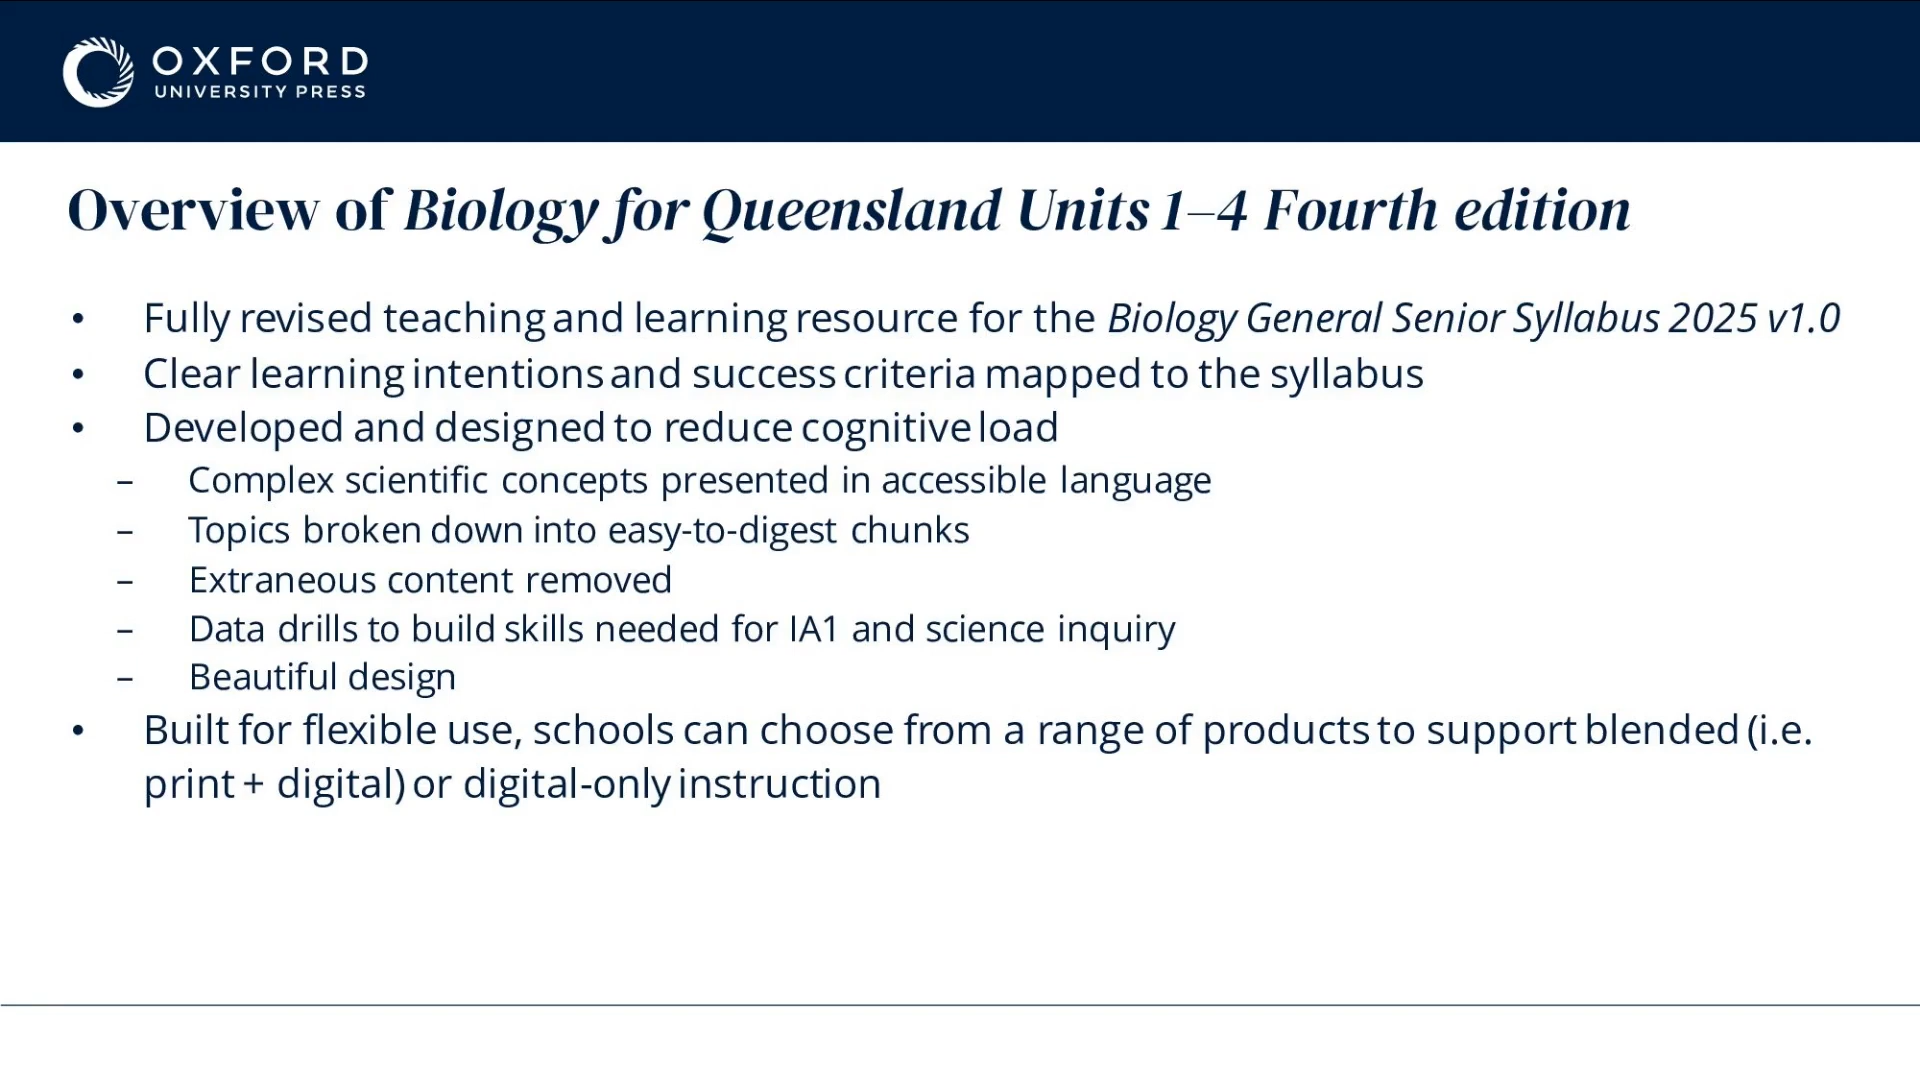 OXFORD
UNIVERSITY PRESS
Overview of Biology for Queensland Units 1–4 Fourth edition
• Fully revised teaching and learning resource for the Biology General Senior Syllabus 2025 v1.0
• Clear learning intentions and success criteria mapped to the syllabus
• Developed and designed to reduce cognitive load
– Complex scientific concepts presented in accessible language
– Topics broken down into easy-to-digest chunks
– Extraneous content removed
– Data drills to build skills needed for IA1 and science inquiry
– Beautiful design
• Built for flexible use, schools can choose from a range of products to support blended (i.e.
print + digital) or digital-only instruction